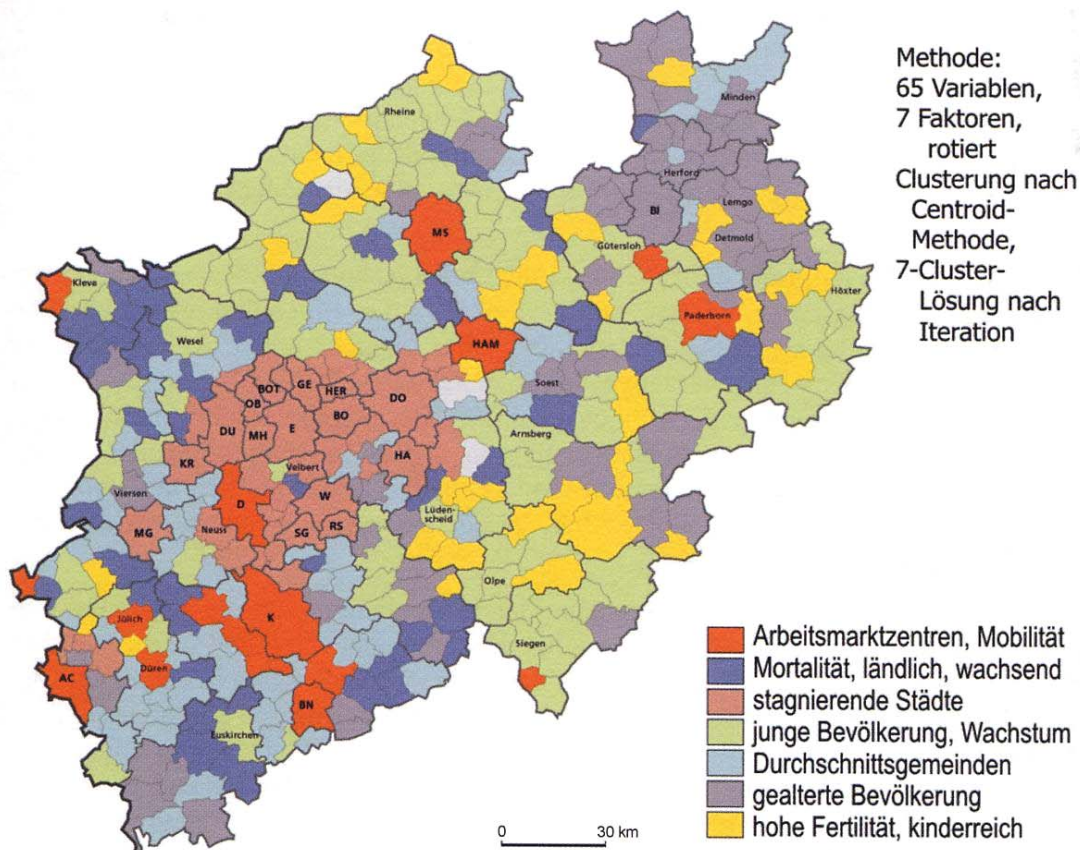 Methode:
65 Variablen,
7 Faktoren,
rotiert
Clusterung nach
Centroid-
Methode,
7-Cluster-
Lösung nach
Iteration
Rheine
Minden
Herford
BI
Lemgo
Detmold
MS
Gütersloh
Kleve
Höxter
Paderborn
Wesel
HAM
Soest
BOT
GE
HER
DO
OB
BO
DU
MH
E
Arnsberg
KR
HA
Velbert
Viersen
D
W
Lüden-
scheid
MG
Neuss
SG
RS
Olpe
Jülich
K
Siegen
Düren
AC
BN
Euskirchen
Arbeitsmarktzentren, Mobilität
Mortalität, ländlich, wachsend
stagnierende Städte
junge Bevölkerung, Wachstum
Durchschnittsgemeinden
gealterte Bevölkerung
hohe Fertilität, kinderreich
0 30 km